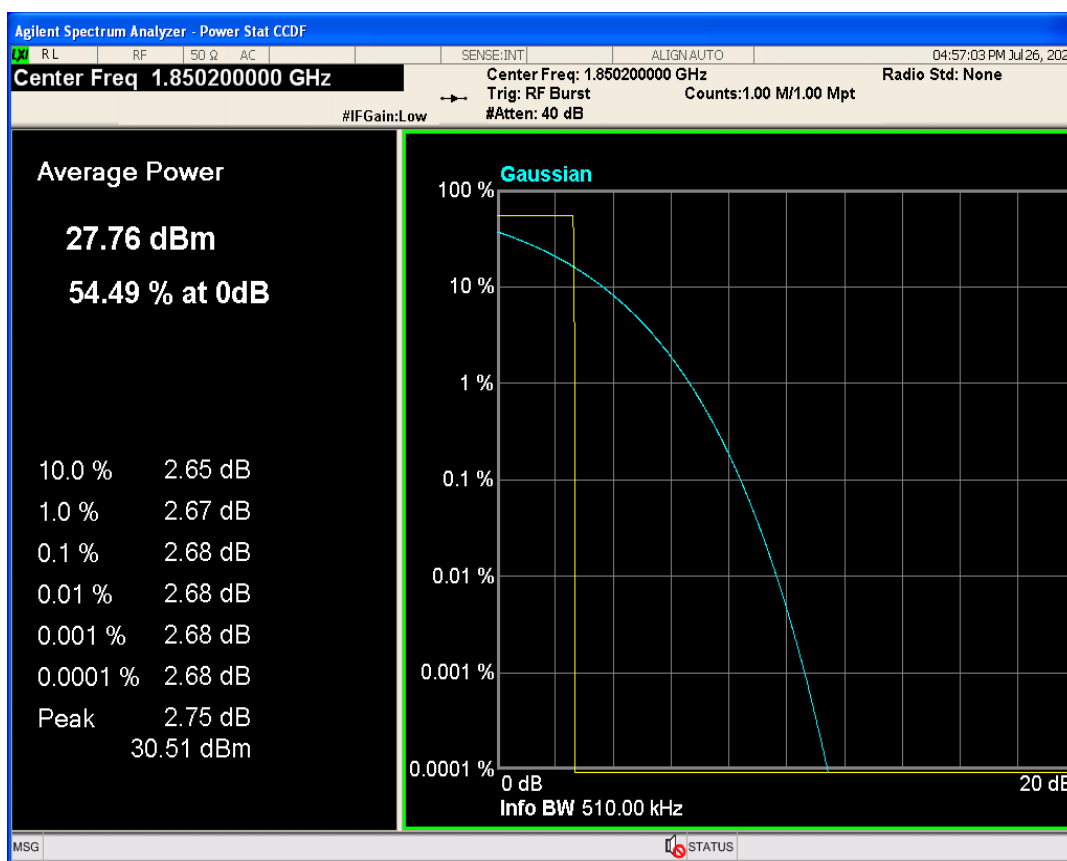 Agilent Spectrum Analyzer - Power Stat CCDF
LXI RL RF 50 Ω AC SENSE:INT ALIGN AUTO 04:57:03 PM Jul 26, 202
Center Freq 1.850200000 GHz
#IFGain:Low
Center Freq: 1.850200000 GHz
Trig: RF Burst
#Atten: 40 dB
Counts:1.00 M/1.00 Mpt
Radio Std: None
Average Power
27.76 dBm
54.49 % at 0dB
10.0 % 2.65 dB
1.0 % 2.67 dB
0.1 % 2.68 dB
0.01 % 2.68 dB
0.001 % 2.68 dB
0.0001 % 2.68 dB
Peak 2.75 dB
30.51 dBm
Gaussian
100 %
10 %
1 %
0.1 %
0.01 %
0.001 %
0.0001 %
0 dB 20 dB
Info BW 510.00 kHz
MSG STATUS